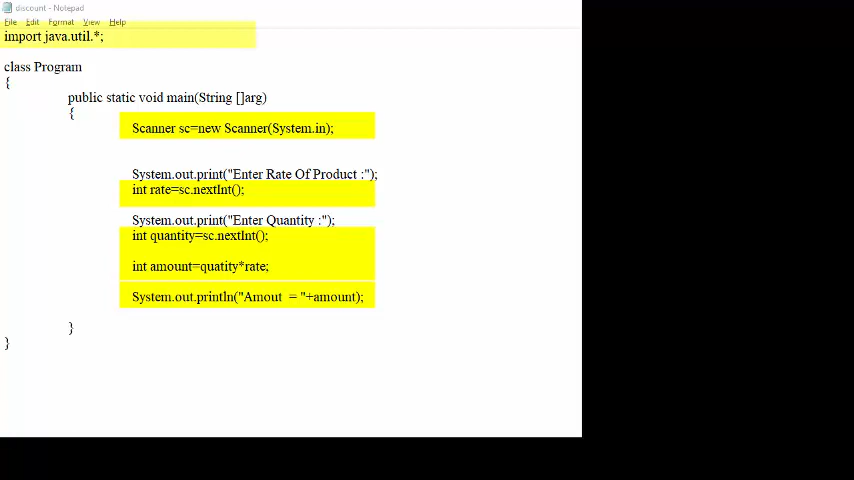 discount - Notepad
File Edit Format View Help
import java.util.*;
class Program
{
public static void main(String []arg)
{
Scanner sc=new Scanner(System.in);
System.out.print("Enter Rate Of Product :");
int rate=sc.nextInt();
System.out.print("Enter Quantity :");
int quantity=sc.nextInt();
int amount=quatity*rate;
System.out.println("Amout  = "+amount);
}
}